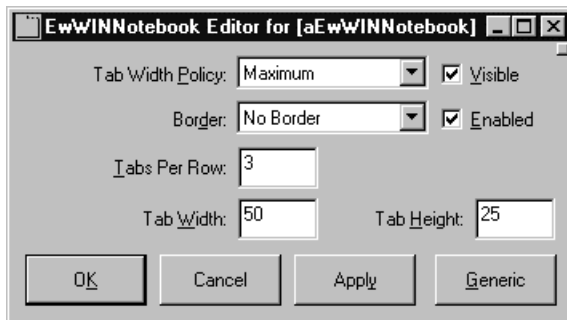 EwWINNotebook Editor for [aEwWINNotebook]
Tab Width Policy: Maximum Visible
Border: No Border Enabled
Tabs Per Row: 3
Tab Width: 50 Tab Height: 25
OK Cancel Apply Generic